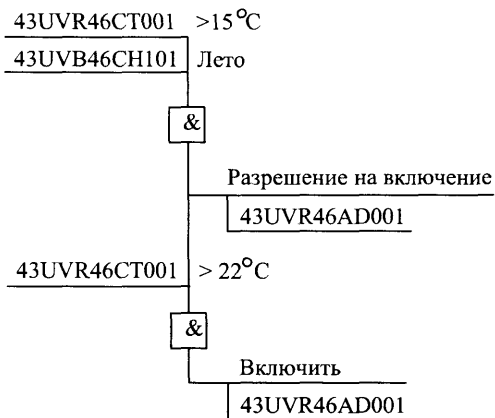 43UVR46CT001 >15°C
43UVB46CH101 Лето
&
Разрешение на включение
43UVR46AD001
43UVR46CT001 > 22°C
&
Включить
43UVR46AD001